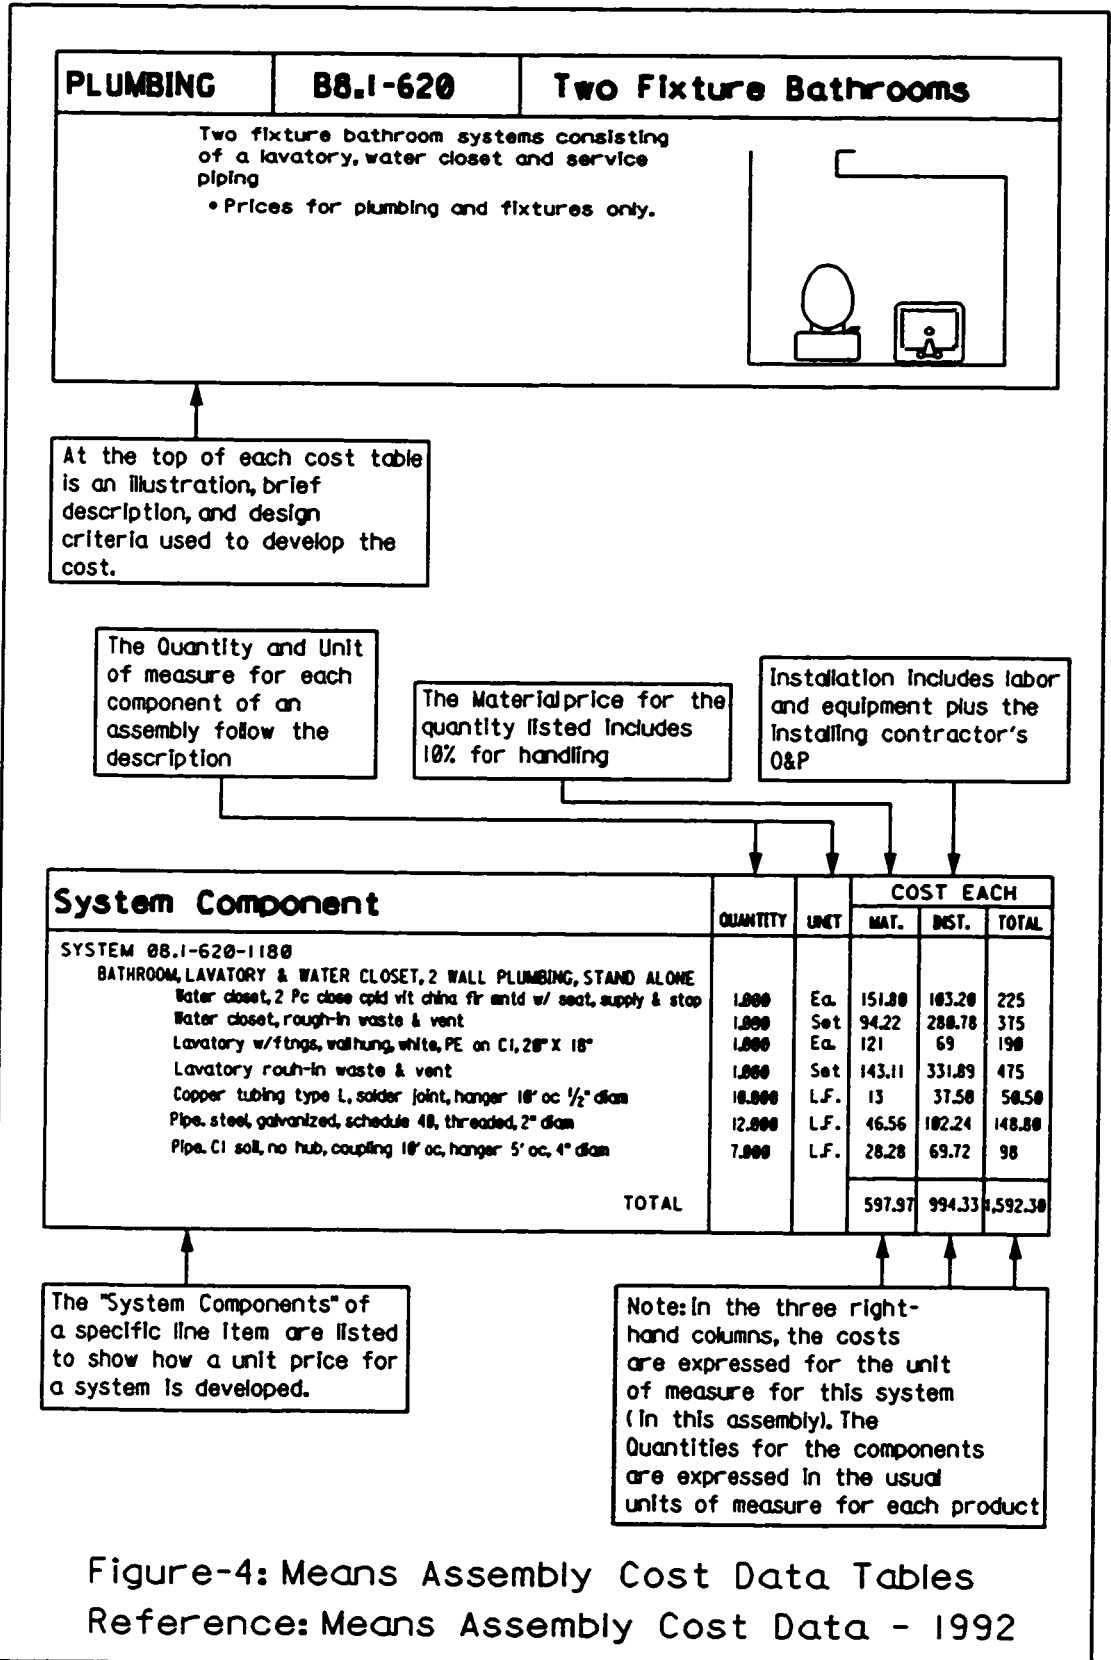 PLUMBING B8.1-620 Two Fixture Bathrooms
Two fixture bathroom systems consisting
of a lavatory, water closet and service
piping
• Prices for plumbing and fixtures only.
At the top of each cost table
is an illustration, brief
description, and design
criteria used to develop the
cost.
The Quantity and Unit
of measure for each
component of an
assembly follow the
description
The Material price for the
quantity listed includes
10% for handling
Installation includes labor
and equipment plus the
installing contractor's
O&P
System Component QUANTITY UNIT COST EACH
MAT. INST. TOTAL
SYSTEM 08.1-620-1180
BATHROOM, LAVATORY & WATER CLOSET, 2 WALL PLUMBING, STAND ALONE
Water closet, 2 Pc close cpld vit china flr mntd w/ seat, supply & stop 1.000 Ea. 151.80 103.20 225
Water closet, rough-in waste & vent 1.000 Set 94.22 280.78 375
Lavatory w/ftngs, wall hung, white, PE on CI, 20" X 18" 1.000 Ea. 121 69 190
Lavatory rouh-in waste & vent 1.000 Set 143.11 331.89 475
Copper tubing type L, solder joint, hanger 10' oc 1/2" diam 10.000 L.F. 13 37.50 50.50
Pipe. steel, galvanized, schedule 40, threaded, 2" diam 12.000 L.F. 46.56 102.24 148.80
Pipe. CI soil, no hub, coupling 10' oc, hanger 5' oc, 4" diam 7.000 L.F. 28.28 69.72 98
TOTAL 597.97 994.33 1,592.30
The "System Components" of
a specific line item are listed
to show how a unit price for
a system is developed.
Note: In the three right-
hand columns, the costs
are expressed for the unit
of measure for this system
(in this assembly). The
Quantities for the components
are expressed in the usual
units of measure for each product
Figure-4: Means Assembly Cost Data Tables
Reference: Means Assembly Cost Data - 1992